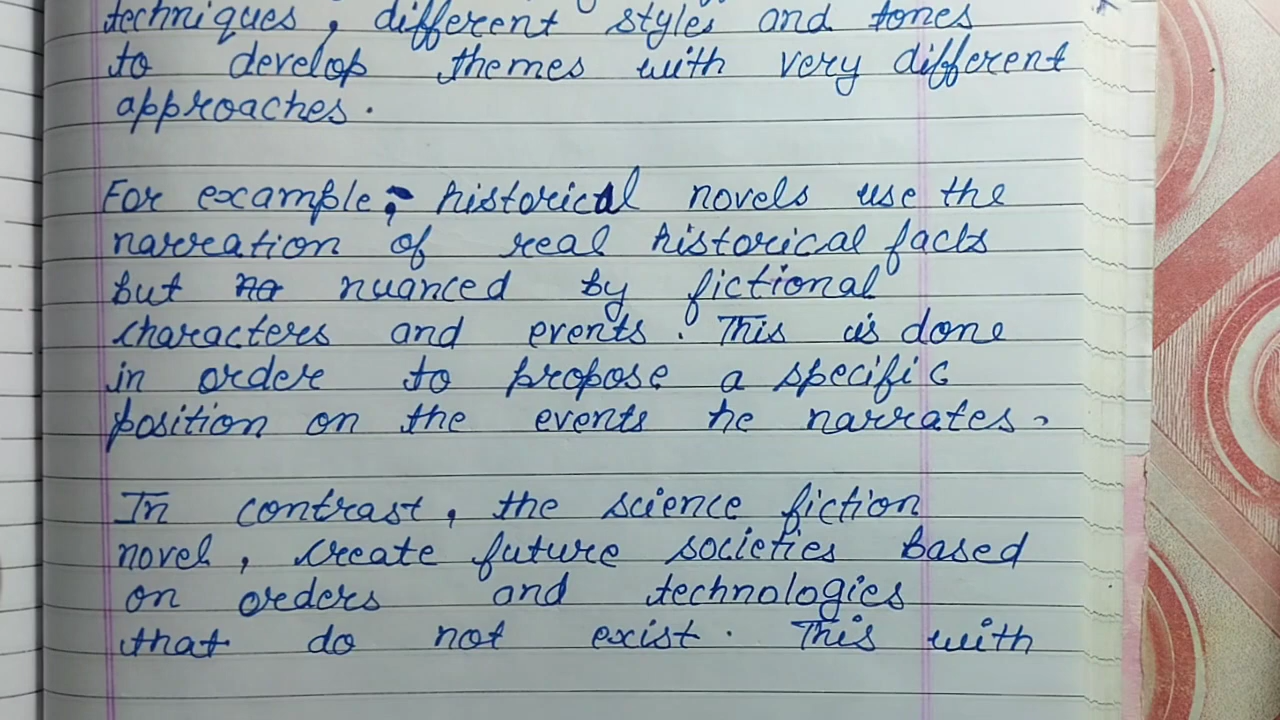 techniques, different styles and tones
to develop themes with very different
approaches.
For example, historical novels use the
narration of real historical facts
but no nuanced by fictional
characters and events. This is done
in order to propose a specific
position on the events he narrates.
In contrast, the science fiction
novel, create future societies based
on orders and technologies
that do not exist. This with